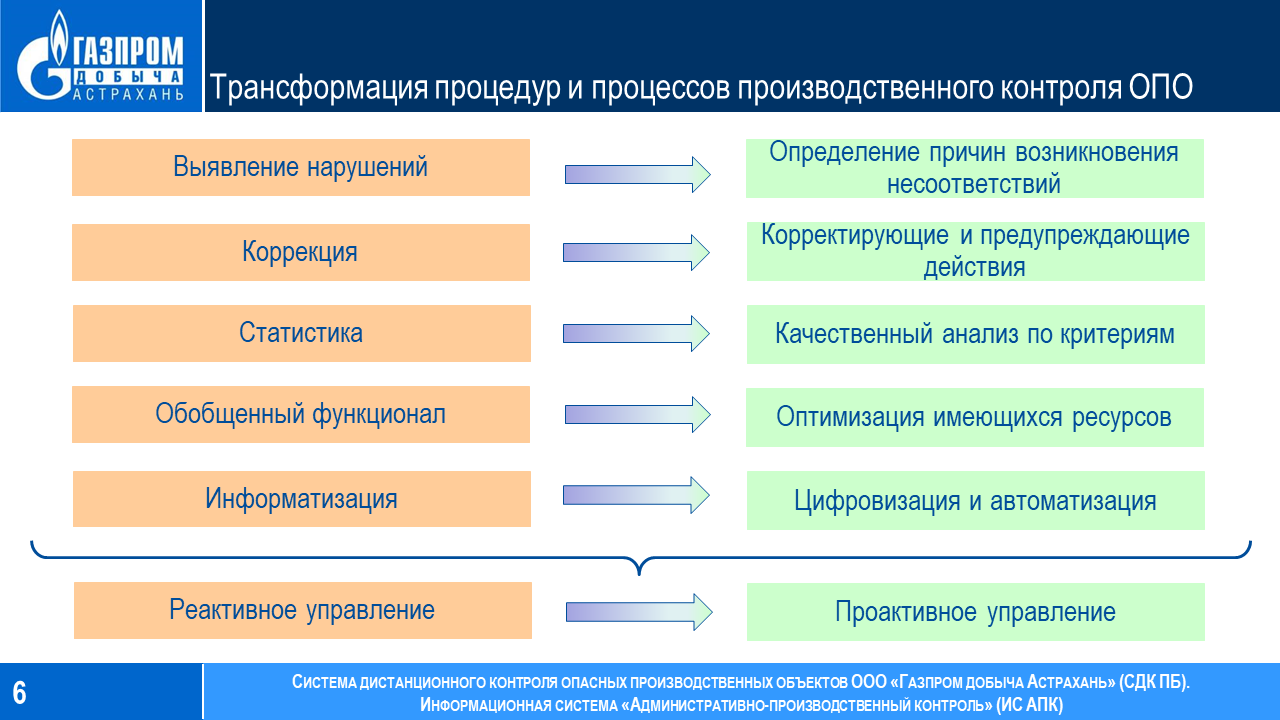 ГАЗПРОМ
ДОБЫЧА
АСТРАХАНЬ
Трансформация процедур и процессов производственного контроля ОПО
Выявление нарушений
Определение причин возникновения
несоответствий
Коррекция
Корректирующие и предупреждающие
действия
Статистика
Качественный анализ по критериям
Обобщенный функционал
Оптимизация имеющихся ресурсов
Информатизация
Цифровизация и автоматизация
Реактивное управление
Проактивное управление
6
Система дистанционного контроля опасных производственных объектов ООО «Газпром добыча Астрахань» (СДК ПБ).
Информационная система «Административно-производственный контроль» (ИС АПК)